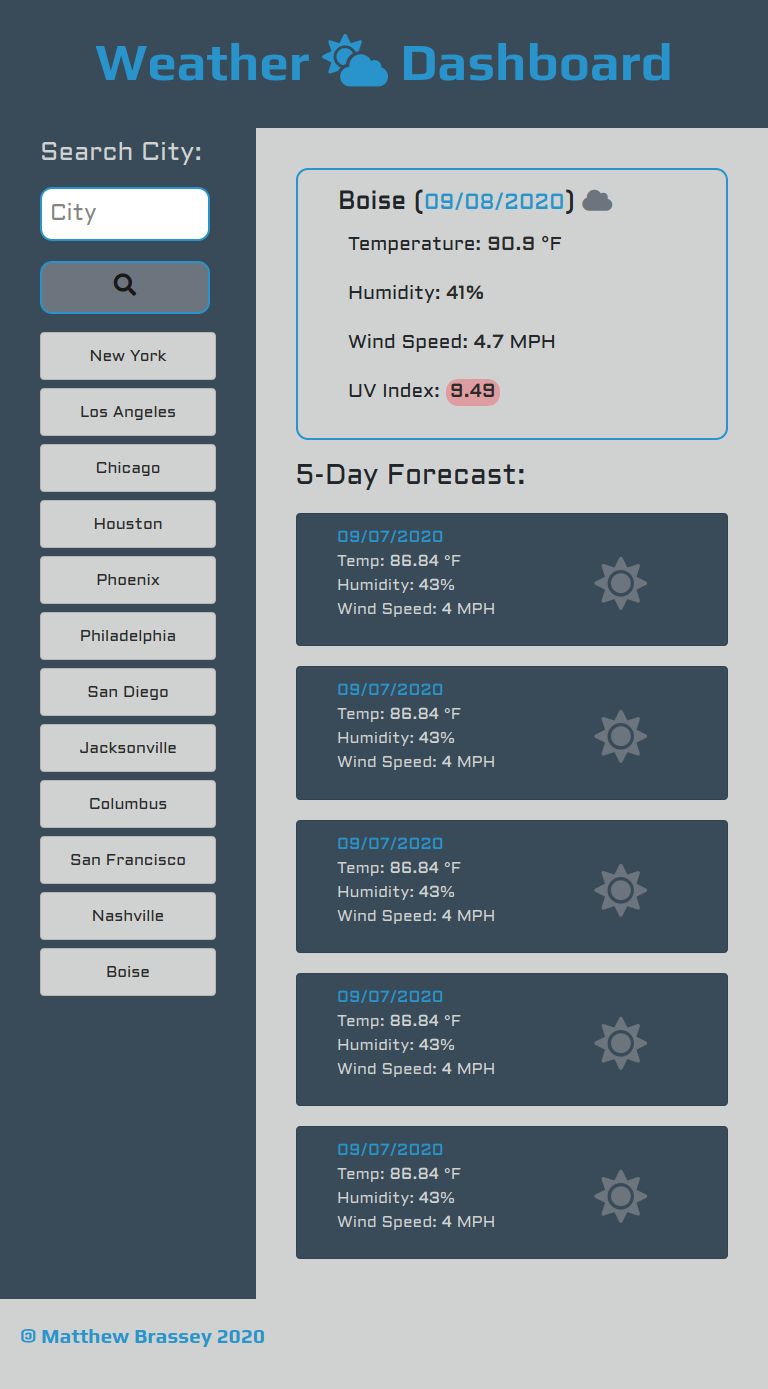 Weather Dashboard
Search City:
City
New York
Los Angeles
Chicago
Houston
Phoenix
Philadelphia
San Diego
Jacksonville
Columbus
San Francisco
Nashville
Boise
Boise (09/08/2020)
Temperature: 90.9 °F
Humidity: 41%
Wind Speed: 4.7 MPH
UV Index: 9.49
5-Day Forecast:
09/07/2020
Temp: 86.84 °F
Humidity: 43%
Wind Speed: 4 MPH
09/07/2020
Temp: 86.84 °F
Humidity: 43%
Wind Speed: 4 MPH
09/07/2020
Temp: 86.84 °F
Humidity: 43%
Wind Speed: 4 MPH
09/07/2020
Temp: 86.84 °F
Humidity: 43%
Wind Speed: 4 MPH
09/07/2020
Temp: 86.84 °F
Humidity: 43%
Wind Speed: 4 MPH
© Matthew Brassey 2020